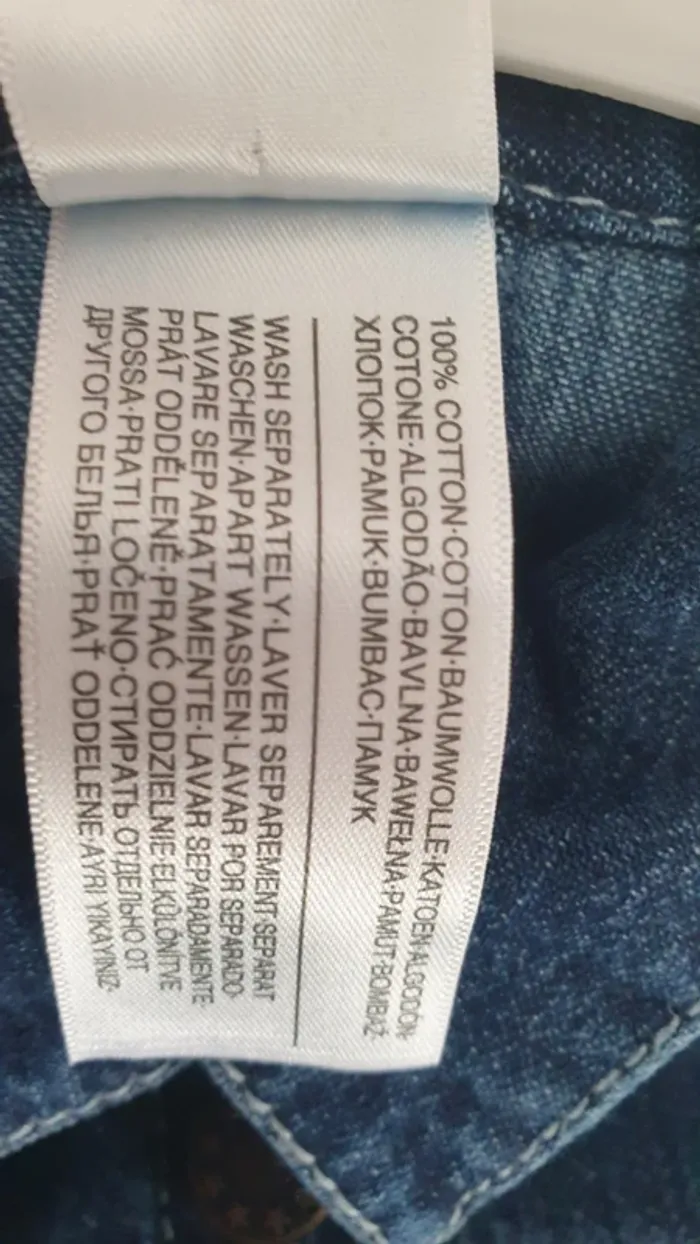 100% COTTON·COTON·BAUMWOLLE·KATOEN·ALGODÓN·
COTONE·ALGODÃO·BAVLNA·BAWEŁNA·PAMUT·BOMBAŽ·
ХЛОПОК·PAMUK·BUMBAC·ПАМУК
WASH SEPARATELY·LAVER SEPAREMENT·SEPARAT
WASCHEN·APART WASSEN·LAVAR POR SEPARADO·
LAVARE SEPARATAMENTE·LAVAR SEPARADAMENTE·
PRÁT ODDĚLENĚ·PRAĆ ODDZIELNIE·ELKÜLÖNÍTVE
MOSSA·PRATI LOČENO·СТИРАТЬ ОТДЕЛЬНО ОТ
ДРУГОГО БЕЛЬЯ·PRAŤ ODDELENE·AYRI YIKAYINIZ·